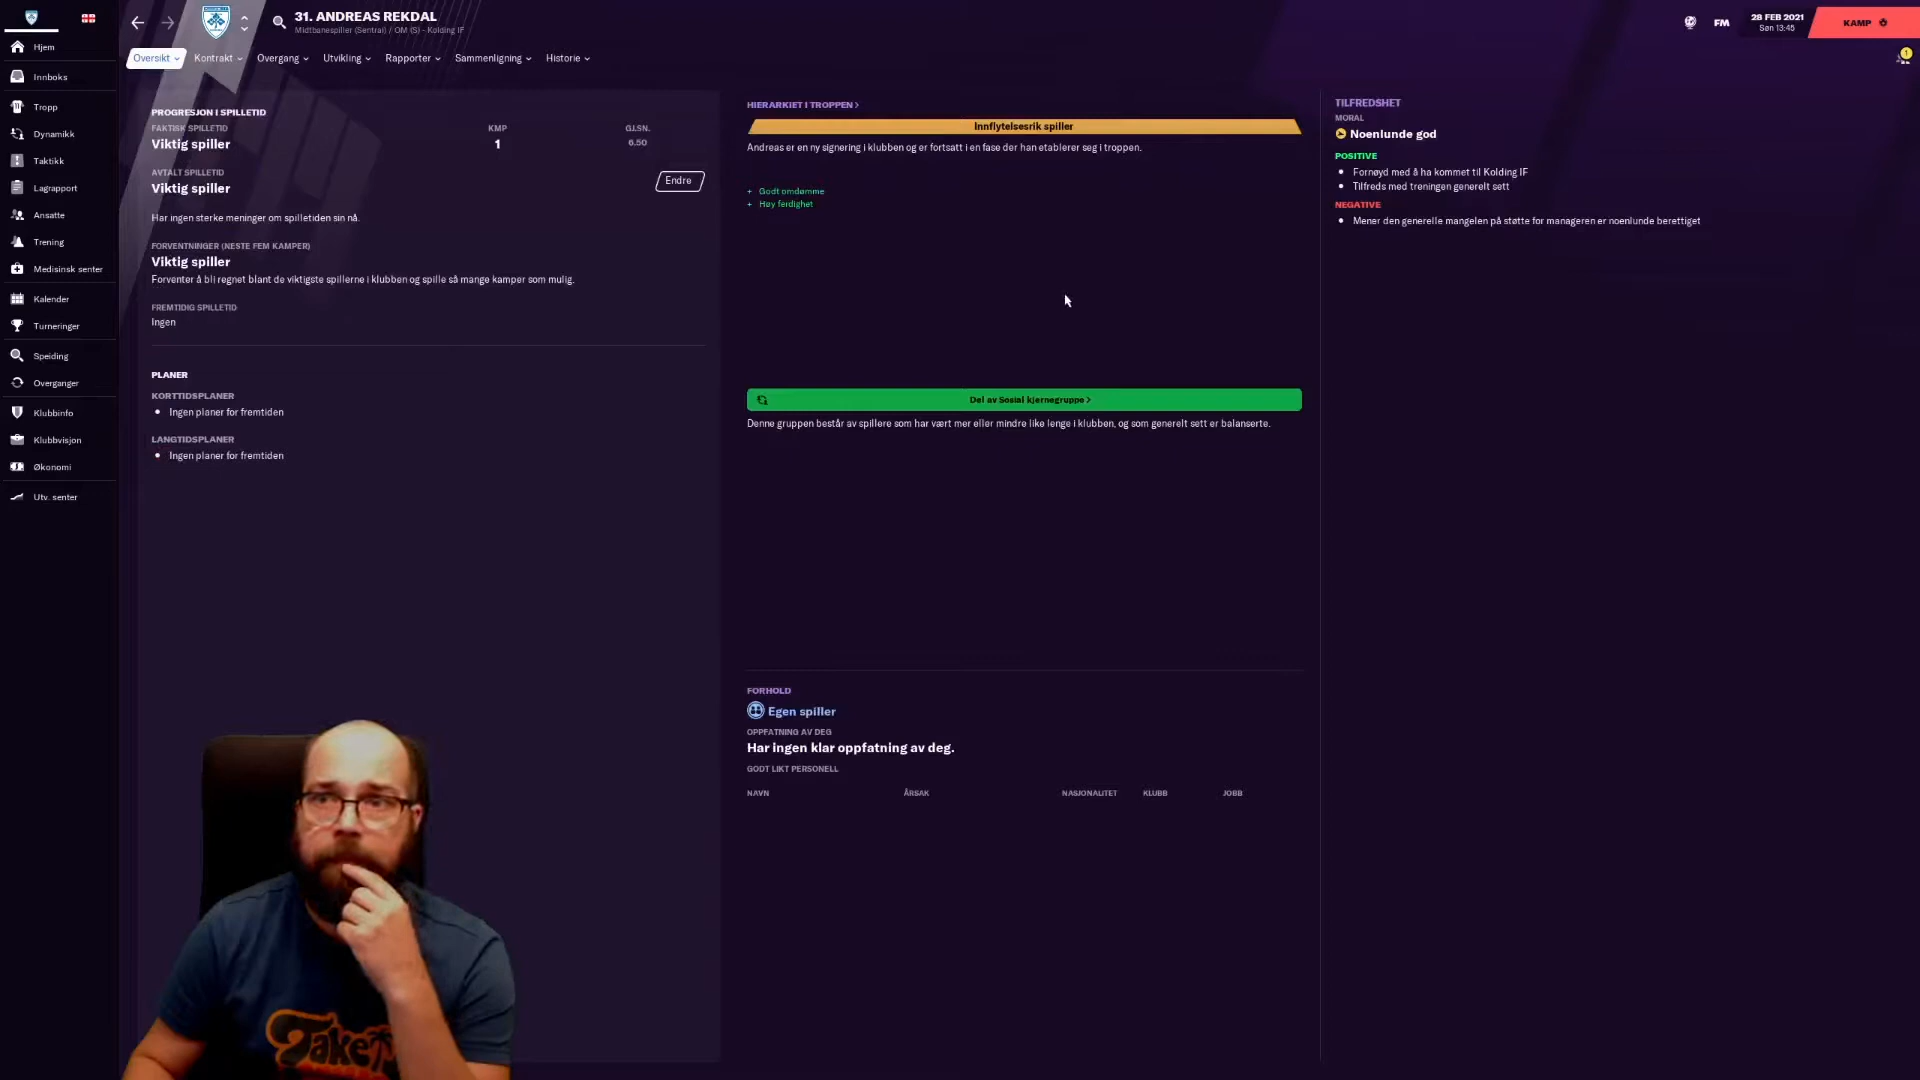 31. ANDREAS REKDAL
Midtbanespiller (Sentral) / OM (S) - Kolding IF
FM
28 FEB 2021
Søn 13:45
KAMP
1
Hjem
Innboks
Tropp
Dynamikk
Taktikk
Lagrapport
Ansatte
Trening
Medisinsk senter
Kalender
Turneringer
Speiding
Overganger
Klubbinfo
Klubbvisjon
Økonomi
Utv. senter
Oversikt
Kontrakt
Overgang
Utvikling
Rapporter
Sammenligning
Historie
PROGRESJON I SPILLETID
FAKTISK SPILLETID
KMP
GJ.SN.
Viktig spiller
1
6.50
AVTALT SPILLETID
Viktig spiller
Endre
Har ingen sterke meninger om spilletiden sin nå.
FORVENTNINGER (NESTE FEM KAMPER)
Viktig spiller
Forventer å bli regnet blant de viktigste spillerne i klubben og spille så mange kamper som mulig.
FREMTIDIG SPILLETID
Ingen
PLANER
KORTTIDSPLANER
Ingen planer for fremtiden
LANGTIDSPLANER
Ingen planer for fremtiden
HIERARKIET I TROPPEN >
Innflytelsesrik spiller
Andreas er en ny signering i klubben og er fortsatt i en fase der han etablerer seg i troppen.
+ Godt omdømme
+ Høy ferdighet
Del av Sosial kjernegruppe >
Denne gruppen består av spillere som har vært mer eller mindre like lenge i klubben, og som generelt sett er balanserte.
FORHOLD
Egen spiller
OPPFATNING AV DEG
Har ingen klar oppfatning av deg.
GODT LIKT PERSONELL
NAVN
ÅRSAK
NASJONALITET
KLUBB
JOBB
TILFREDSHET
MORAL
Noenlunde god
POSITIVE
Fornøyd med å ha kommet til Kolding IF
Tilfreds med treningen generelt sett
NEGATIVE
Mener den generelle mangelen på støtte for manageren er noenlunde berettiget
Take